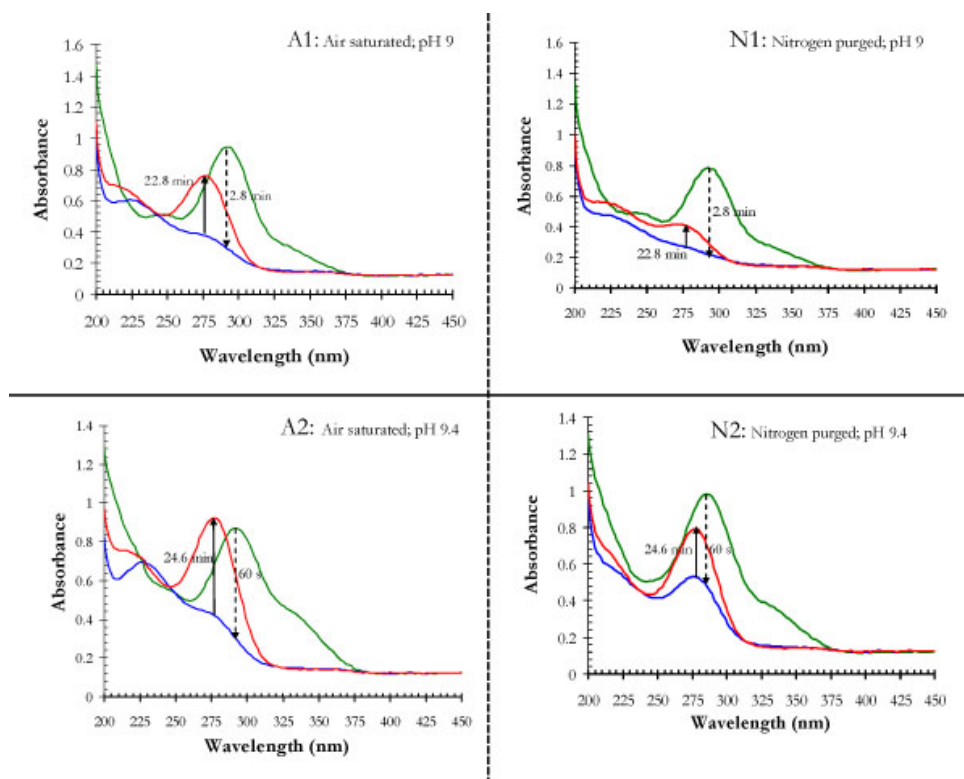 A1: Air saturated; pH 9
1.6
1.4
1.2
1
0.8
0.6
0.4
0.2
0
Absorbance
22.8 min
2.8 min
200 225 250 275 300 325 350 375 400 425 450
Wavelength (nm)
N1: Nitrogen purged; pH 9
1.6
1.4
1.2
1
0.8
0.6
0.4
0.2
0
Absorbance
2.8 min
22.8 min
200 225 250 275 300 325 350 375 400 425 450
Wavelength (nm)
A2: Air saturated; pH 9.4
1.4
1.2
1
0.8
0.6
0.4
0.2
0
Absorbance
24.6 min
60 s
200 225 250 275 300 325 350 375 400 425 450
Wavelength (nm)
N2: Nitrogen purged; pH 9.4
1.4
1.2
1
0.8
0.6
0.4
0.2
0
Absorbance
24.6 min
60 s
200 225 250 275 300 325 350 375 400 425 450
Wavelength (nm)